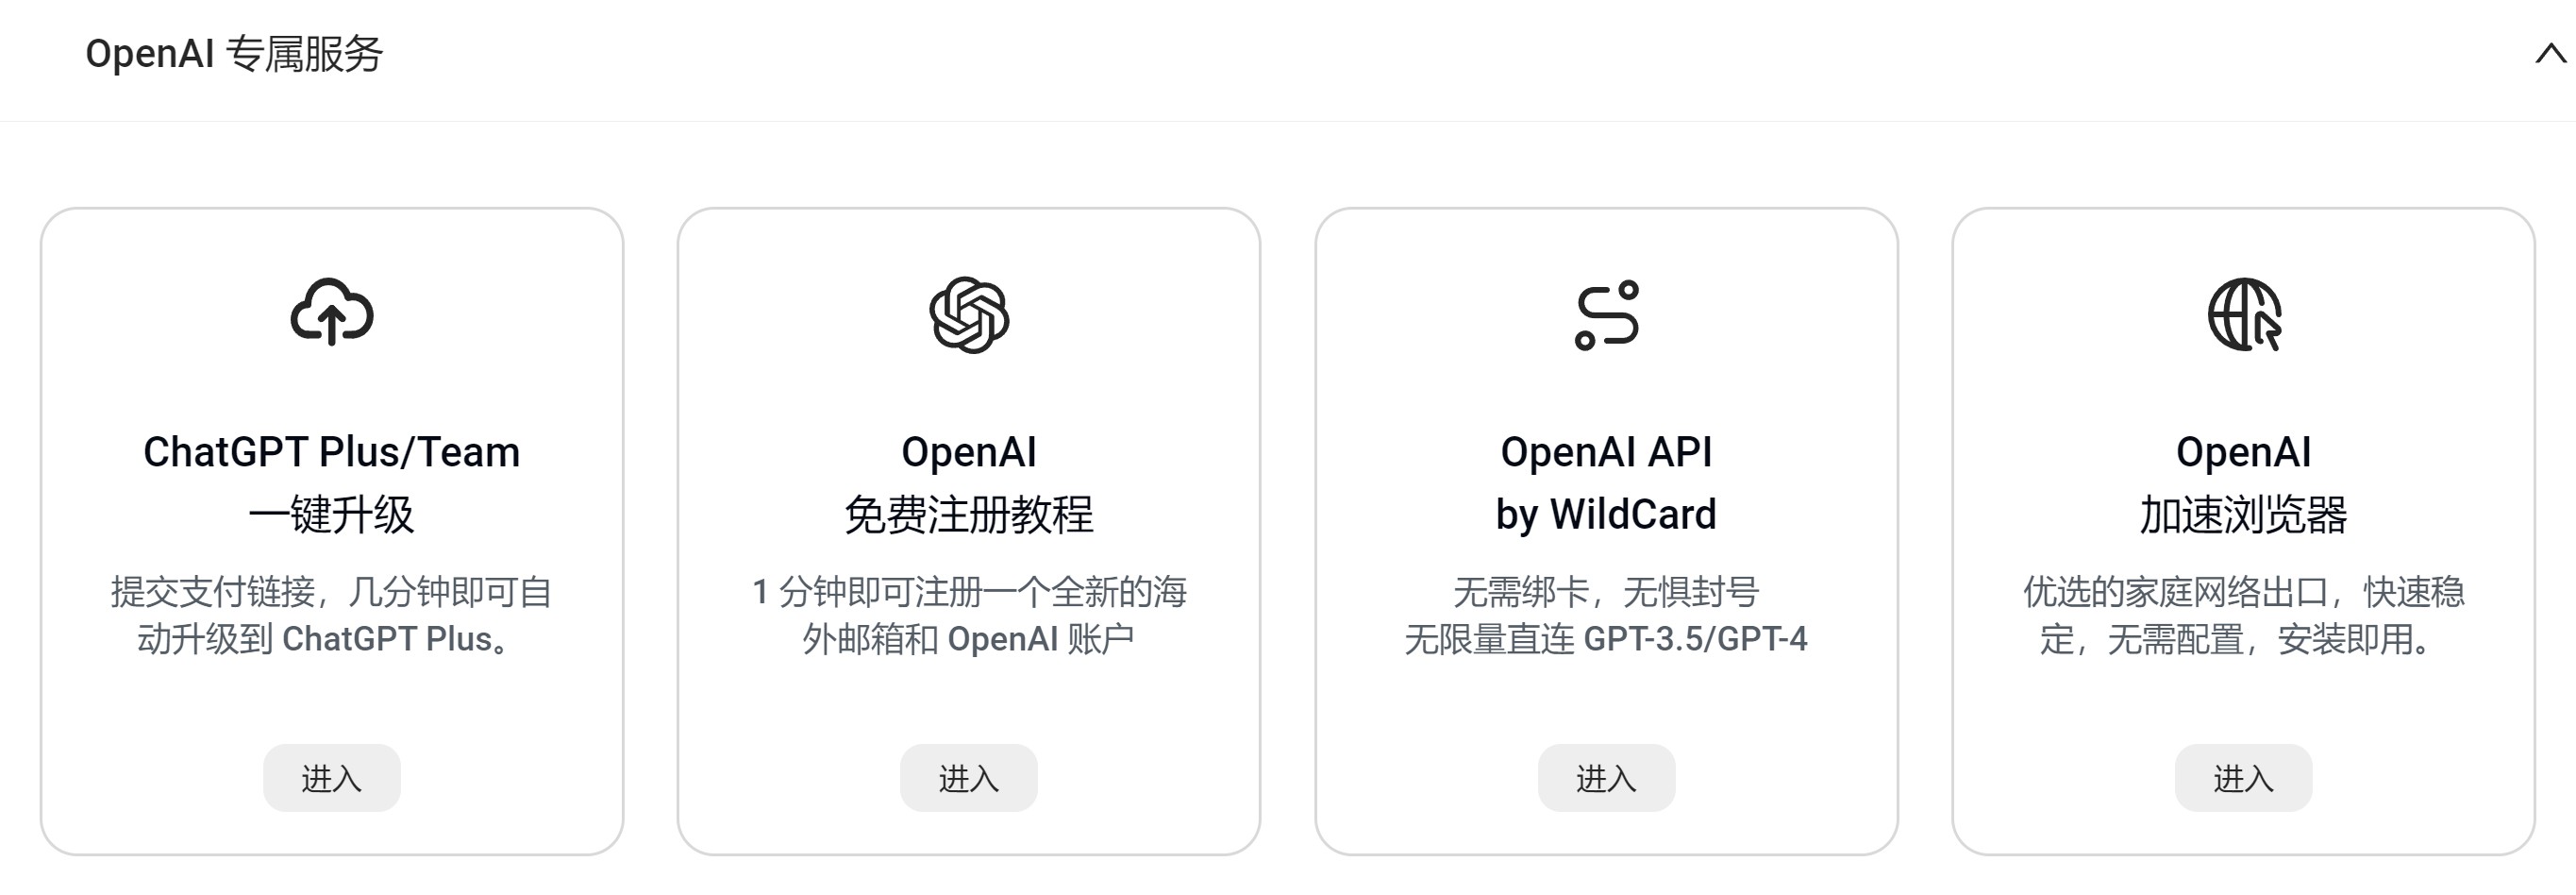 OpenAI 专属服务
ChatGPT Plus/Team
一键升级
提交支付链接，几分钟即可自
动升级到 ChatGPT Plus。
进入
OpenAI
免费注册教程
1 分钟即可注册一个全新的海
外邮箱和 OpenAI 账户
进入
OpenAI API
by WildCard
无需绑卡，无惧封号
无限量直连 GPT-3.5/GPT-4
进入
OpenAI
加速浏览器
优选的家庭网络出口，快速稳
定，无需配置，安装即用。
进入